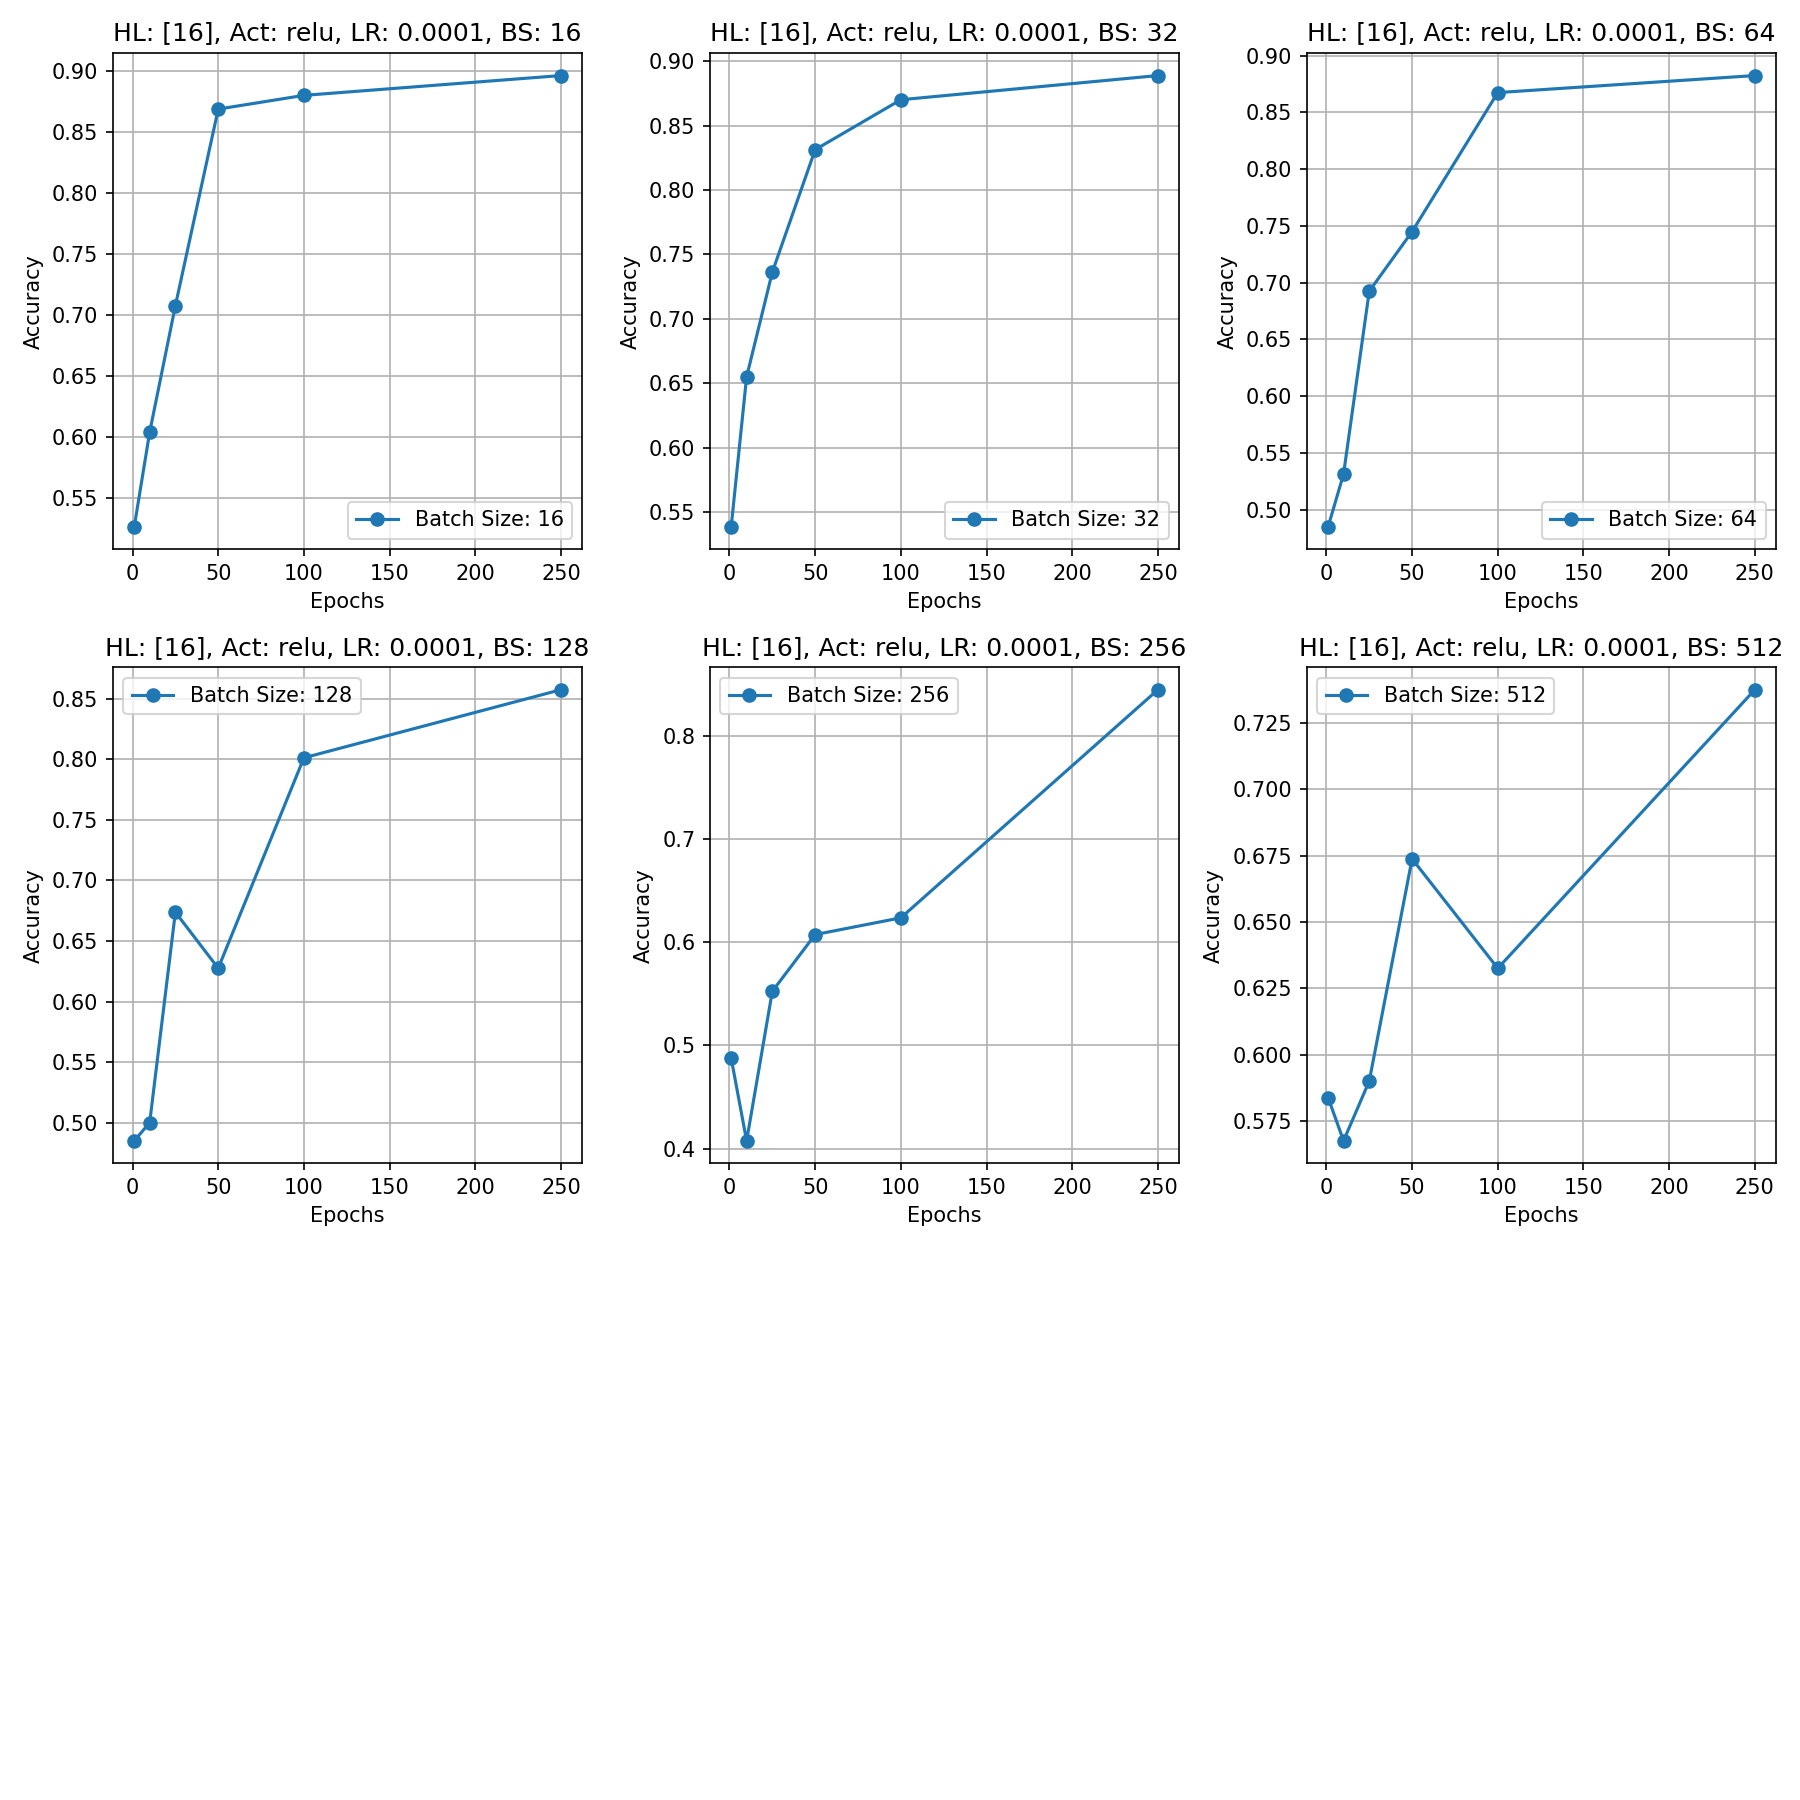 HL: [16], Act: relu, LR: 0.0001, BS: 16
0.90
0.85
0.80
0.75
0.70
0.65
0.60
0.55
Accuracy
Batch Size: 16
0 50 100 150 200 250
Epochs
HL: [16], Act: relu, LR: 0.0001, BS: 32
0.90
0.85
0.80
0.75
0.70
0.65
0.60
0.55
Accuracy
Batch Size: 32
0 50 100 150 200 250
Epochs
HL: [16], Act: relu, LR: 0.0001, BS: 64
0.90
0.85
0.80
0.75
0.70
0.65
0.60
0.55
0.50
Accuracy
Batch Size: 64
0 50 100 150 200 250
Epochs
HL: [16], Act: relu, LR: 0.0001, BS: 128
Batch Size: 128
0.85
0.80
0.75
0.70
0.65
0.60
0.55
0.50
Accuracy
0 50 100 150 200 250
Epochs
HL: [16], Act: relu, LR: 0.0001, BS: 256
Batch Size: 256
0.8
0.7
0.6
0.5
0.4
Accuracy
0 50 100 150 200 250
Epochs
HL: [16], Act: relu, LR: 0.0001, BS: 512
Batch Size: 512
0.725
0.700
0.675
0.650
0.625
0.600
0.575
Accuracy
0 50 100 150 200 250
Epochs